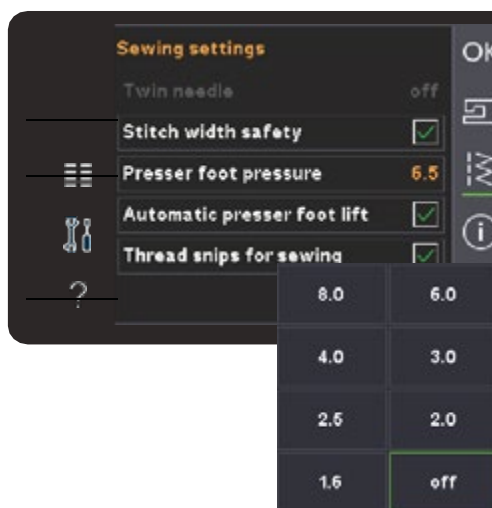 Sewing settings
OK
Twin needle off
Stitch width safety
Presser foot pressure 6.5
Automatic presser foot lift
i
Thread snips for sewing
?
8.0 6.0
4.0 3.0
2.5 2.0
1.6 off